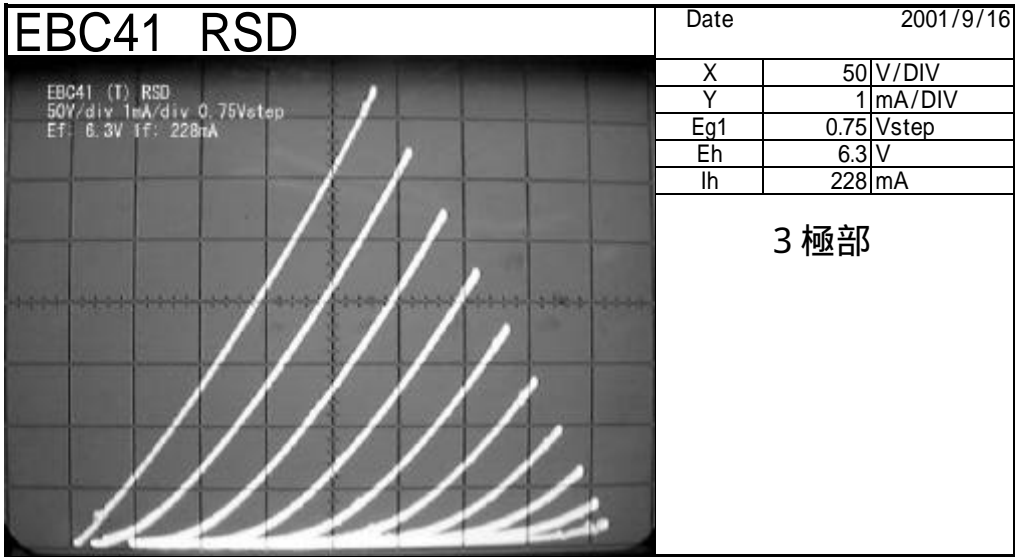 EBC41 RSD
Date 2001/9/16
EBC41 (T) RSD
50V/div 1mA/div 0.75Vstep
Ef: 6.3V If: 228mA
X 50 V/DIV
Y 1 mA/DIV
Eg1 0.75 Vstep
Eh 6.3 V
Ih 228 mA
3極部